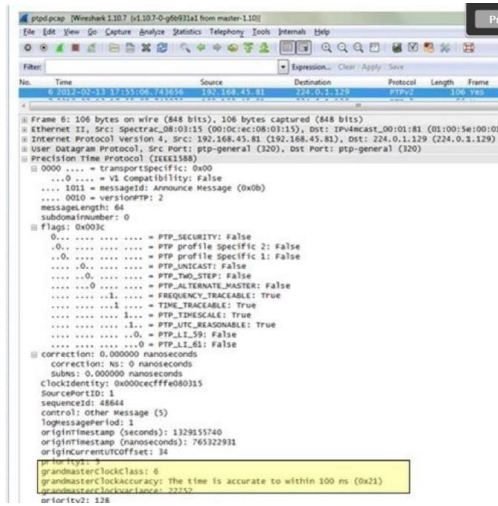 ptpd.pcap [Wireshark 1.10.7 (v1.10.7-0-g6b931a1 from master-1.10)]
File Edit View Go Capture Analyze Statistics Telephony Tools Internals Help
Filter: Expression... Clear Apply Save
No. Time Source Destination Protocol Length Frame
6 2012-02-13 17:55:06.743656 192.168.45.81 224.0.1.129 PTPv2 106 Yes
Frame 6: 106 bytes on wire (848 bits), 106 bytes captured (848 bits)
Ethernet II, Src: Spectrac_08:03:15 (00:0c:ec:08:03:15), Dst: IPv4mcast_00:01:81 (01:00:5e:00:01
Internet Protocol Version 4, Src: 192.168.45.81 (192.168.45.81), Dst: 224.0.1.129 (224.0.1.129)
User Datagram Protocol, Src Port: ptp-general (320), Dst Port: ptp-general (320)
Precision Time Protocol (IEEE1588)
0000 .... = transportSpecific: 0x00
...0 .... = V1 Compatibility: False
.... 1011 = messageId: Announce Message (0x0b)
.... 0010 = versionPTP: 2
messageLength: 64
subdomainNumber: 0
flags: 0x003c
0... .... .... .... = PTP_SECURITY: False
.0.. .... .... .... = PTP profile Specific 2: False
..0. .... .... .... = PTP profile Specific 1: False
.... .0.. .... .... = PTP_UNICAST: False
.... ..0. .... .... = PTP_TWO_STEP: False
.... ...0 .... .... = PTP_ALTERNATE_MASTER: False
.... .... ..1. .... = FREQUENCY_TRACEABLE: True
.... .... ...1 .... = TIME_TRACEABLE: True
.... .... .... 1... = PTP_TIMESCALE: True
.... .... .... .1.. = PTP_UTC_REASONABLE: True
.... .... .... ..0. = PTP_LI_59: False
.... .... .... ...0 = PTP_LI_61: False
correction: 0.000000 nanoseconds
correction: Ns: 0 nanoseconds
SubNs: 0.000000 nanoseconds
ClockIdentity: 0x000cecfffe080315
SourcePortID: 1
sequenceId: 48644
control: Other Message (5)
logMessagePeriod: 1
originTimestamp (seconds): 1329155740
originTimestamp (nanoseconds): 765322931
originCurrentUTCOffset: 34
priority1: 5
grandmasterClockClass: 6
grandmasterClockAccuracy: The time is accurate to within 100 ns (0x21)
grandmasterClockVariance: 22752
priority2: 128